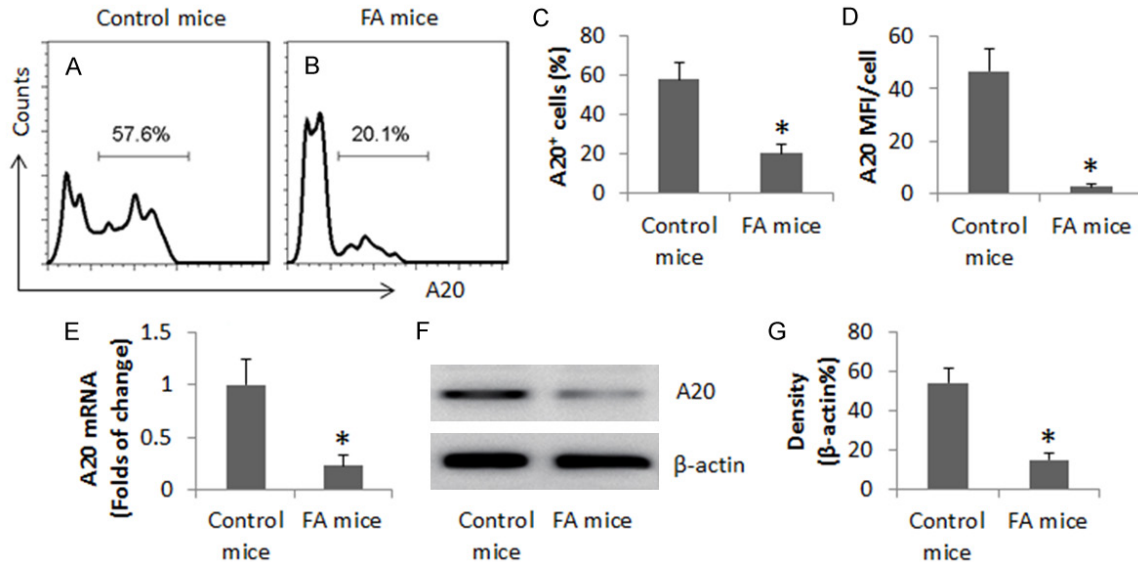 Control mice
FA mice
A
B
57.6%
20.1%
Counts
A20
C
A20+ cells (%)
80
60
40
20
0
*
Control
mice
FA mice
D
A20 MFI/cell
60
40
20
0
*
Control
mice
FA mice
E
A20 mRNA
(Folds of change)
1.5
1
0.5
0
*
Control
mice
FA mice
F
A20
β-actin
Control
mice
FA mice
G
Density
(β-actin%)
80
60
40
20
0
*
Control
mice
FA mice